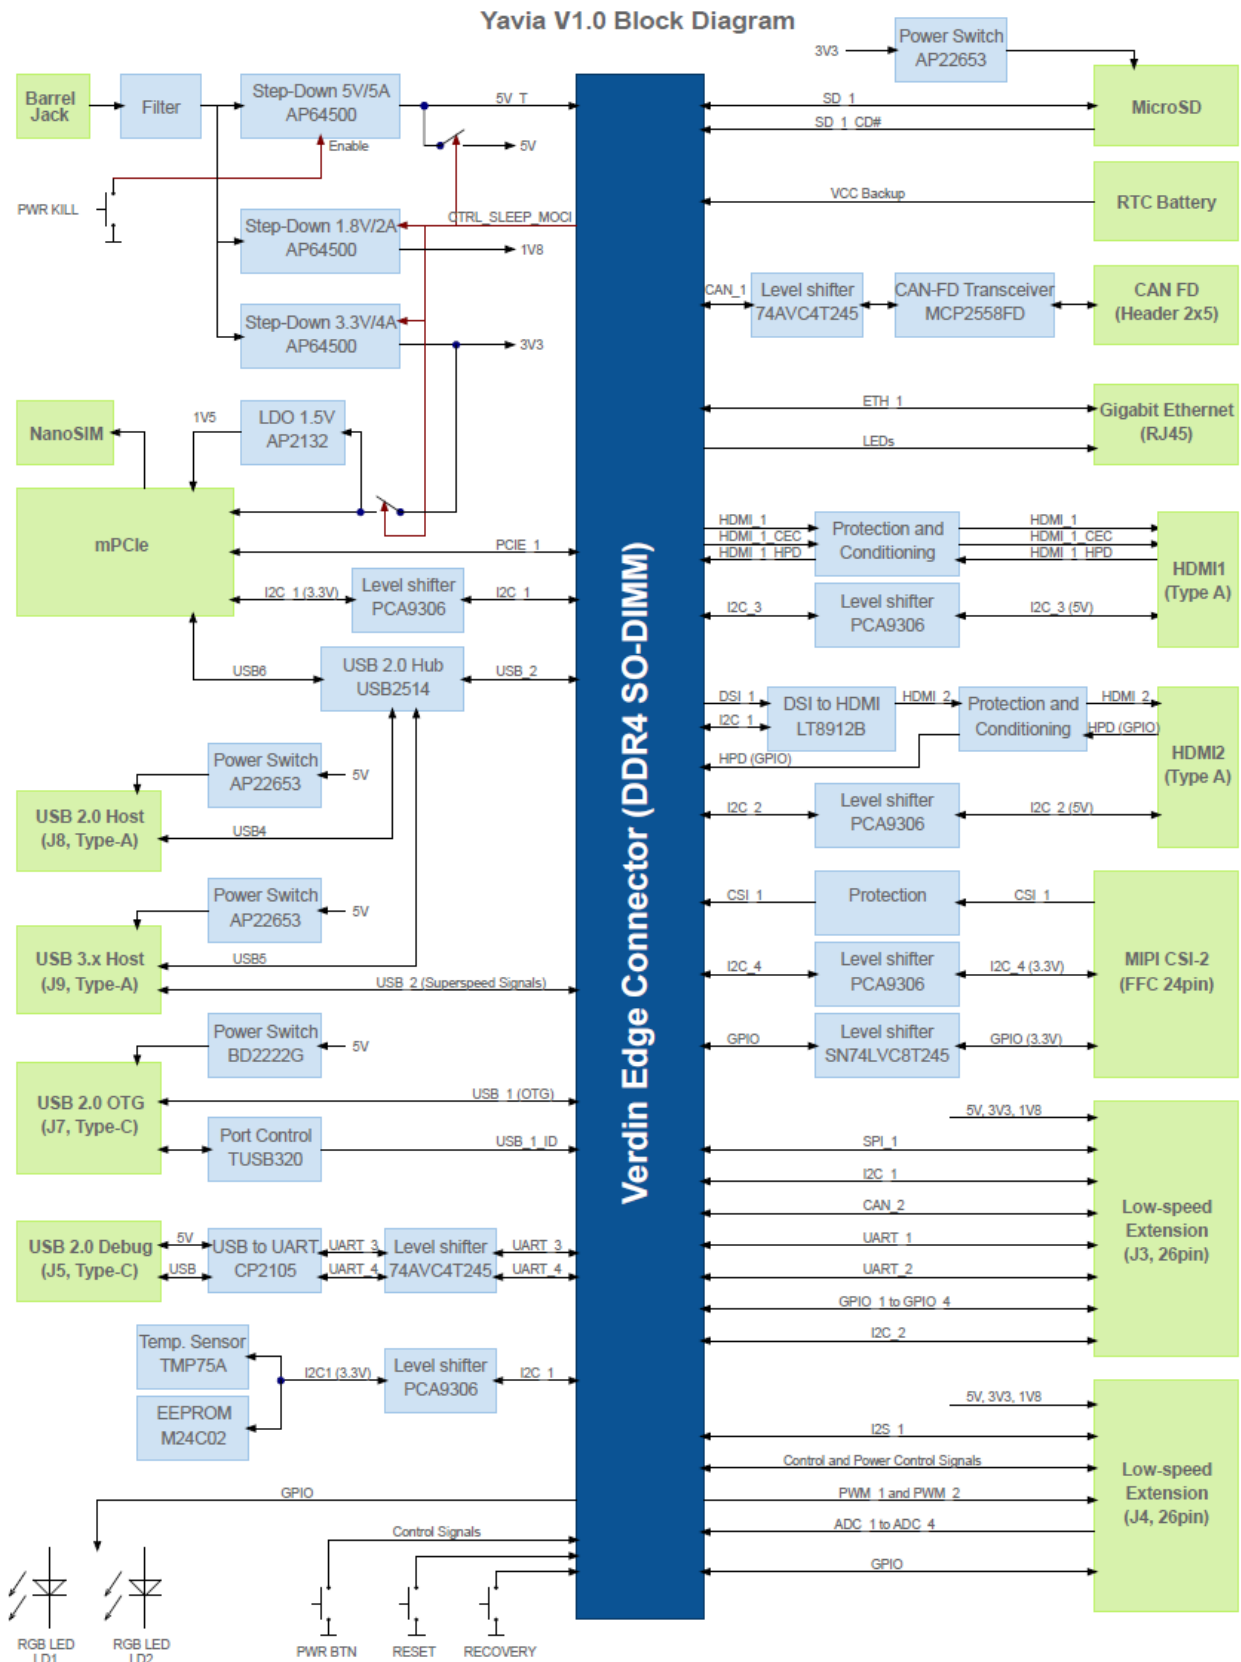 Yavia V1.0 Block Diagram
Barrel
Jack
Filter
Step-Down 5V/5A
AP64500
5V_T
5V
Enable
PWR KILL
CTRL_SLEEP_MOCI
Step-Down 1.8V/2A
AP64500
1V8
Step-Down 3.3V/4A
AP64500
3V3
NanoSIM
1V5
LDO 1.5V
AP2132
mPCIe
PCIE_1
I2C_1 (3.3V)
Level shifter
PCA9306
I2C_1
USB6
USB 2.0 Hub
USB2514
USB_2
Power Switch
AP22653
5V
USB 2.0 Host
(J8, Type-A)
USB4
Power Switch
AP22653
5V
USB 3.x Host
(J9, Type-A)
USB5
USB_2 (Superspeed Signals)
Power Switch
BD2222G
5V
USB 2.0 OTG
(J7, Type-C)
USB_1 (OTG)
Port Control
TUSB320
USB_1_ID
USB 2.0 Debug
(J5, Type-C)
5V
USB
USB to UART
CP2105
UART_3
UART_4
Level shifter
74AVC4T245
UART_3
UART_4
Temp. Sensor
TMP75A
EEPROM
M24C02
I2C1 (3.3V)
Level shifter
PCA9306
I2C_1
GPIO
Control Signals
RGB LED
LD1
RGB LED
LD2
PWR BTN
RESET
RECOVERY
Verdin Edge Connector (DDR4 SO-DIMM)
3V3
Power Switch
AP22653
SD_1
SD_1_CD#
MicroSD
VCC Backup
RTC Battery
CAN_1
Level shifter
74AVC4T245
CAN-FD Transceiver
MCP2558FD
CAN FD
(Header 2x5)
ETH_1
LEDs
Gigabit Ethernet
(RJ45)
HDMI_1
HDMI_1_CEC
HDMI_1_HPD
Protection and
Conditioning
HDMI_1
HDMI_1_CEC
HDMI_1_HPD
I2C_3
Level shifter
PCA9306
I2C_3 (5V)
HDMI1
(Type A)
DSI_1
I2C_1
DSI to HDMI
LT8912B
HDMI_2
Protection and
Conditioning
HDMI_2
HPD (GPIO)
HPD (GPIO)
I2C_2
Level shifter
PCA9306
I2C_2 (5V)
HDMI2
(Type A)
CSI_1
Protection
CSI_1
I2C_4
Level shifter
PCA9306
I2C_4 (3.3V)
GPIO
Level shifter
SN74LVC8T245
GPIO (3.3V)
MIPI CSI-2
(FFC 24pin)
5V, 3V3, 1V8
SPI_1
I2C_1
CAN_2
UART_1
UART_2
GPIO_1 to GPIO_4
I2C_2
Low-speed
Extension
(J3, 26pin)
5V, 3V3, 1V8
I2S_1
Control and Power Control Signals
PWM_1 and PWM_2
ADC_1 to ADC_4
GPIO
Low-speed
Extension
(J4, 26pin)